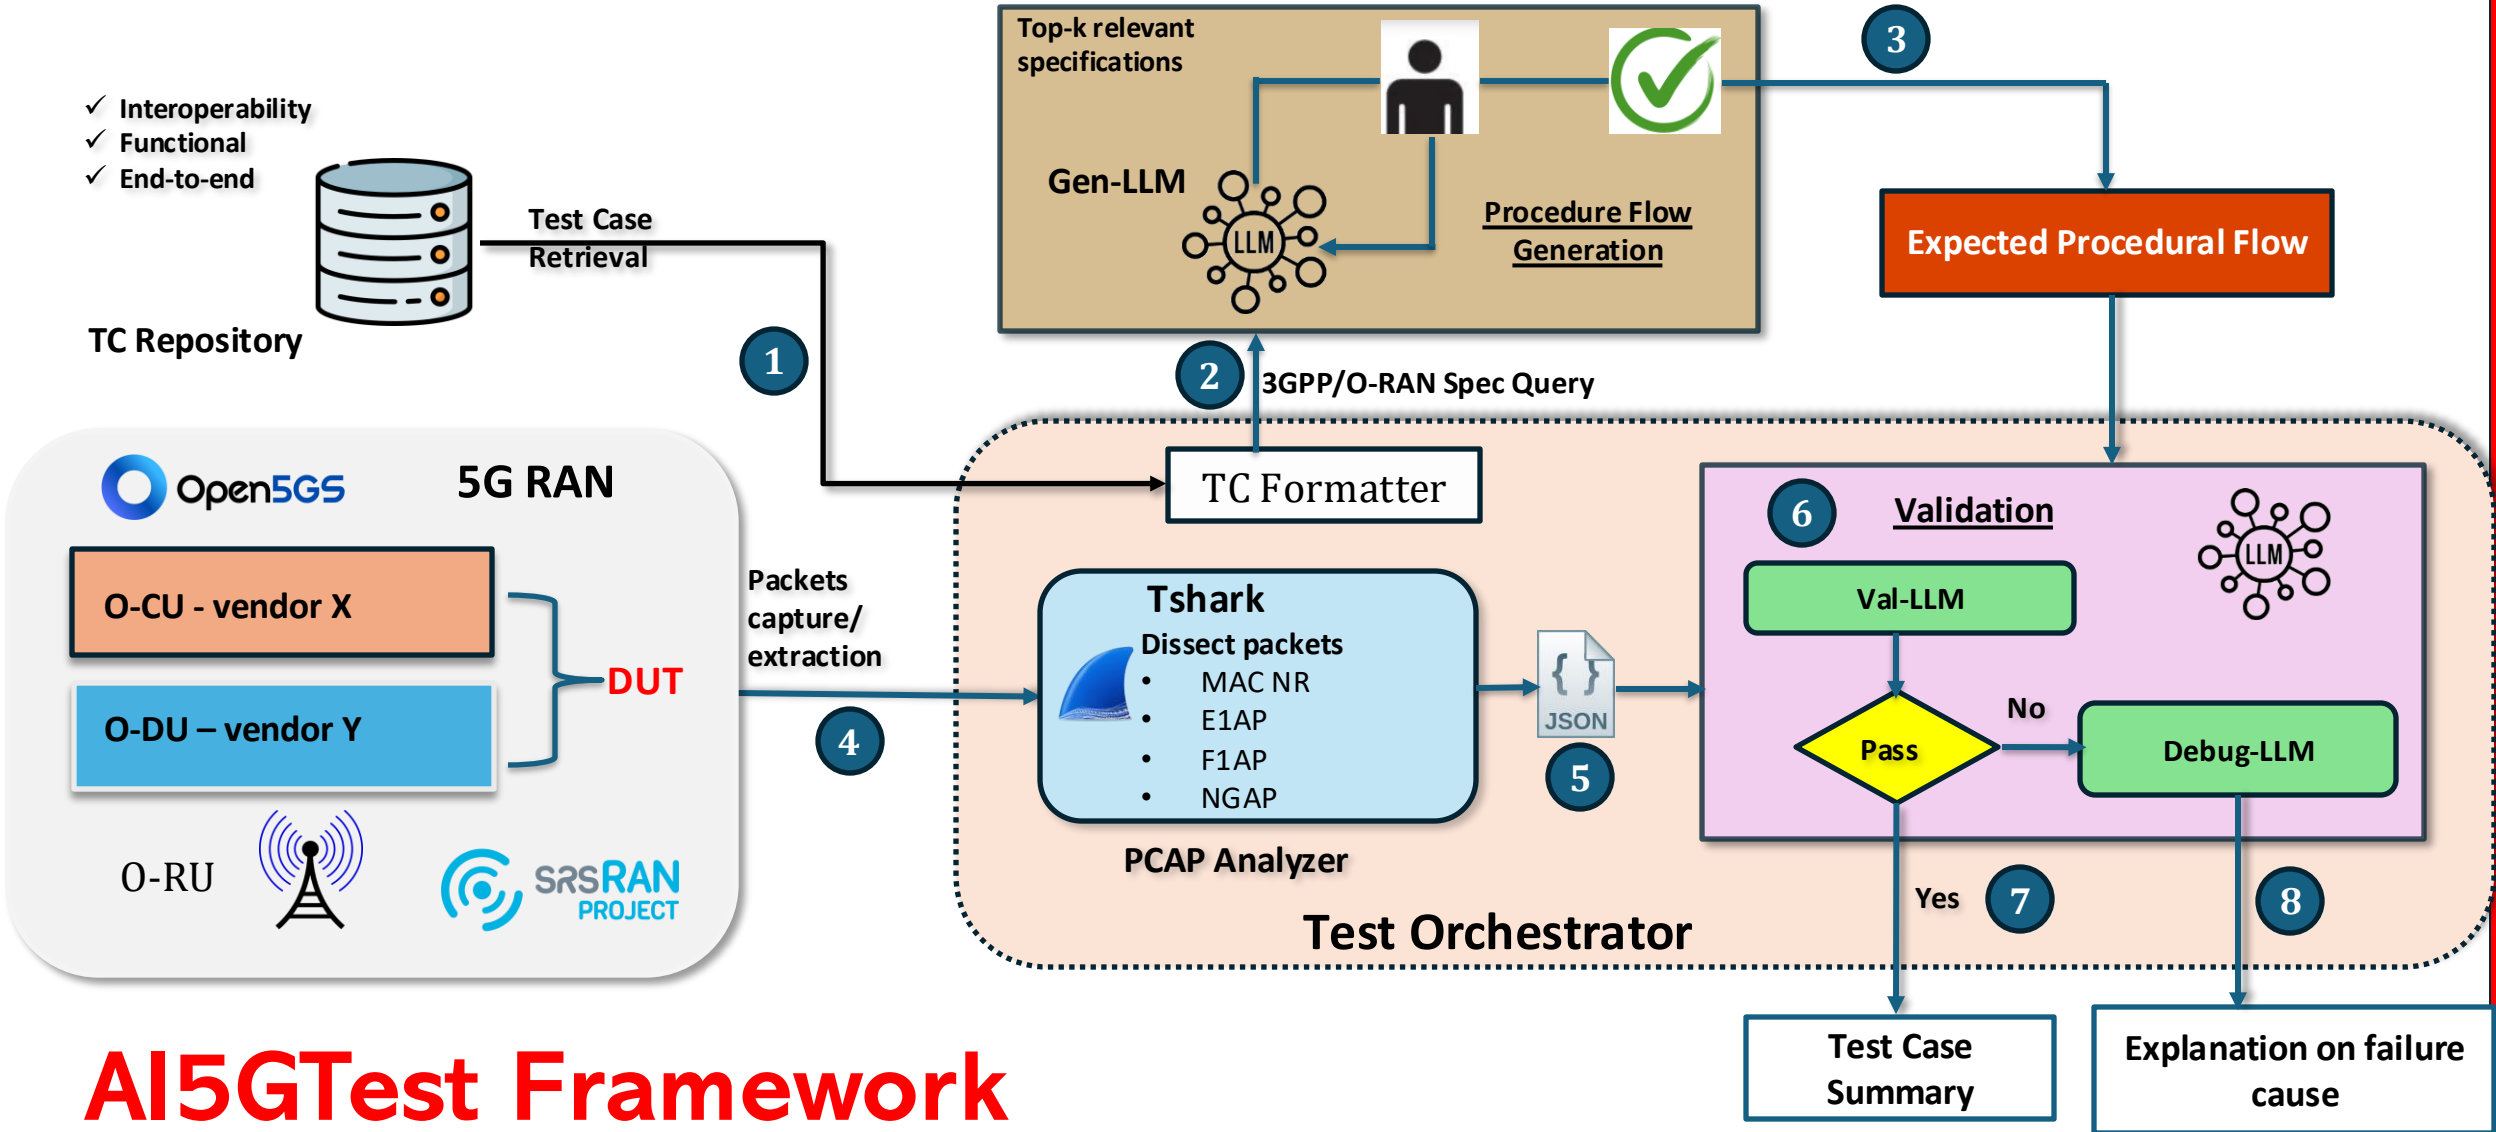 Top-k relevant
specifications
3
Interoperability
Functional
End-to-end
Gen-LLM
LLM
Procedure Flow
Generation
Expected Procedural Flow
Test Case
Retrieval
TC Repository
1
2
3GPP/O-RAN Spec Query
Open5GS
5G RAN
TC Formatter
6
Validation
LLM
O-CU - vendor X
Packets
capture/
extraction
Tshark
Dissect packets
• MAC NR
• E1AP
• F1AP
• NGAP
{ }
JSON
Val-LLM
DUT
O-DU – vendor Y
4
5
Pass
No
Debug-LLM
O-RU
srsRAN
PROJECT
PCAP Analyzer
Yes
7
8
Test Orchestrator
AI5GTest Framework
Test Case
Summary
Explanation on failure
cause